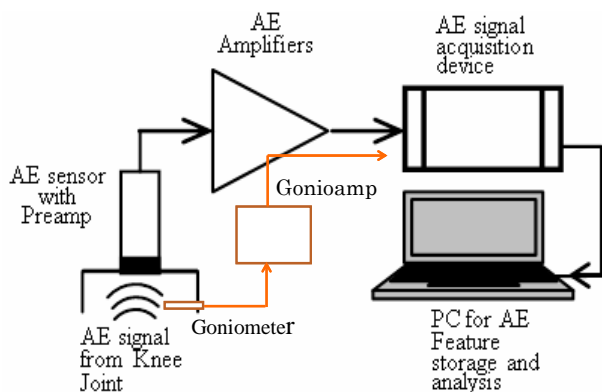 AE
Amplifiers
AE signal
acquisition
device
AE sensor
with
Preamp
Gonioamp
Goniometer
AE signal
from Knee
Joint
PC for AE
Feature
storage and
analysis